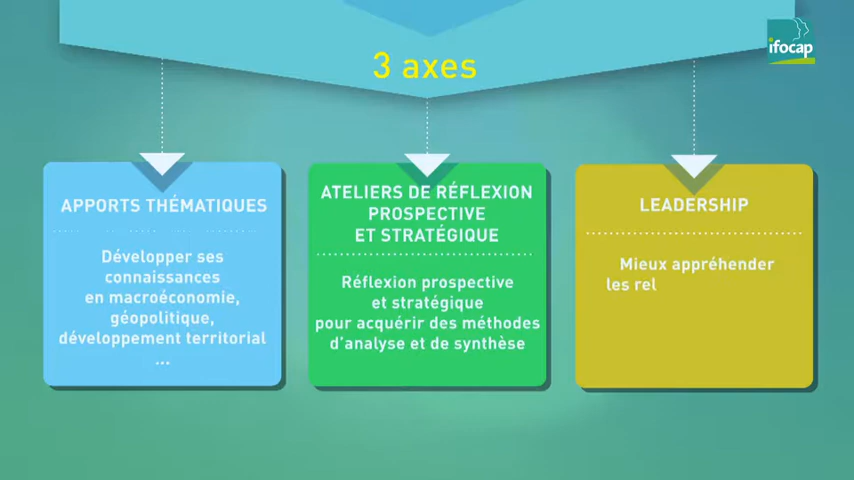 3 axes
ifocap
APPORTS THÉMATIQUES
Développer ses
connaissances
en macroéconomie,
géopolitique,
développement territorial
...
ATELIERS DE RÉFLEXION
PROSPECTIVE
ET STRATÉGIQUE
Réflexion prospective
et stratégique
pour acquérir des méthodes
d'analyse et de synthèse
LEADERSHIP
Mieux appréhender
les rel